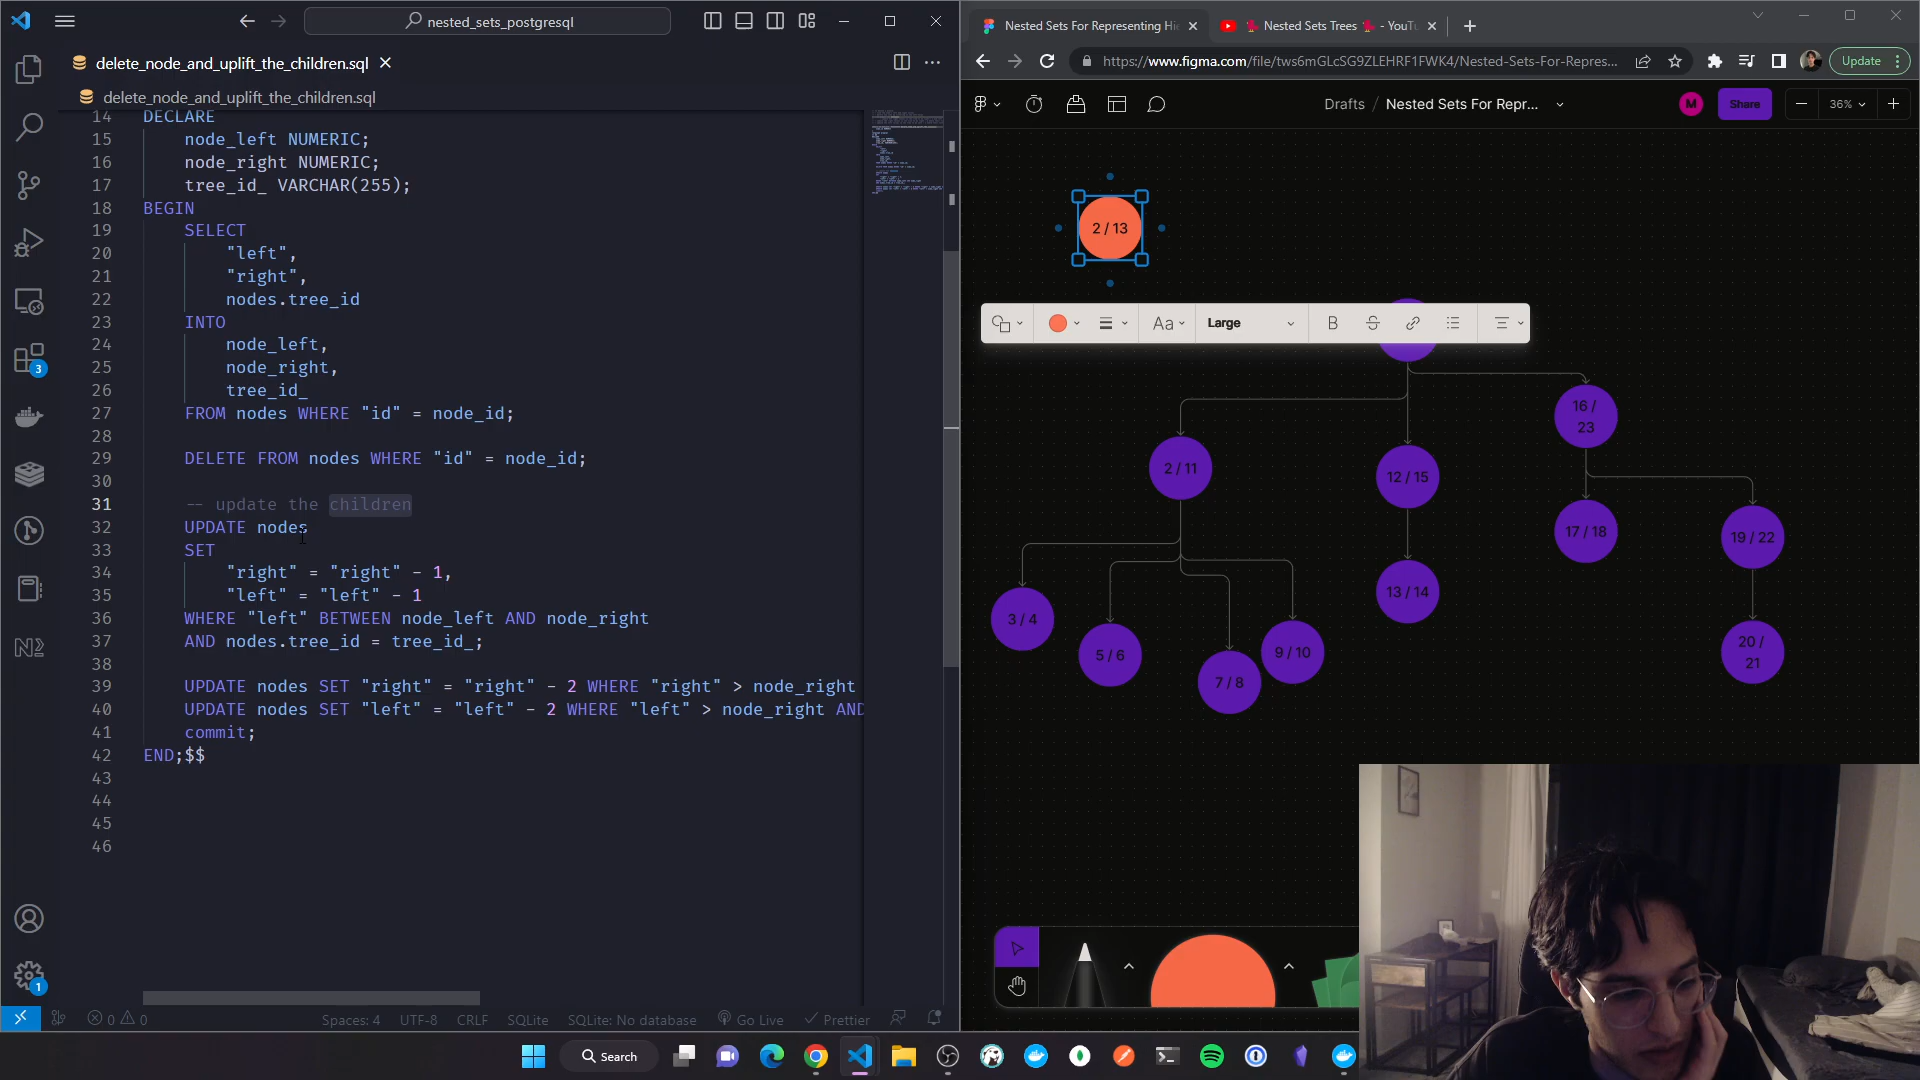 nested_sets_postgresql
delete_node_and_uplift_the_children.sql
delete_node_and_uplift_the_children.sql
14 DECLARE
15 node_left NUMERIC;
16 node_right NUMERIC;
17 tree_id_ VARCHAR(255);
18 BEGIN
19 SELECT
20 "left",
21 "right",
22 nodes.tree_id
23 INTO
24 node_left,
25 node_right,
26 tree_id_
27 FROM nodes WHERE "id" = node_id;
28
29 DELETE FROM nodes WHERE "id" = node_id;
30
31 -- update the children
32 UPDATE nodes
33 SET
34 "right" = "right" - 1,
35 "left" = "left" - 1
36 WHERE "left" BETWEEN node_left AND node_right
37 AND nodes.tree_id = tree_id_;
38
39 UPDATE nodes SET "right" = "right" - 2 WHERE "right" > node_right
40 UPDATE nodes SET "left" = "left" - 2 WHERE "left" > node_right AND
41 commit;
42 END;$$
43
44
45
46
3
1
0 0
Spaces: 4
UTF-8
CRLF
SQLite
SQLite: No database
Go Live
Prettier
Nested Sets For Representing Hi
Nested Sets Trees
- YouTu
https://www.figma.com/file/tws6mGLcSG9ZLEHRF1FWK4/Nested-Sets-For-Repres...
Update
Drafts / Nested Sets For Repr...
M
Share
36%
2 / 13
Aa
Large
B
S
16 /
23
2 / 11
12 / 15
17 / 18
19 / 22
13 / 14
3 / 4
5 / 6
7 / 8
9 / 10
20 /
21
Search